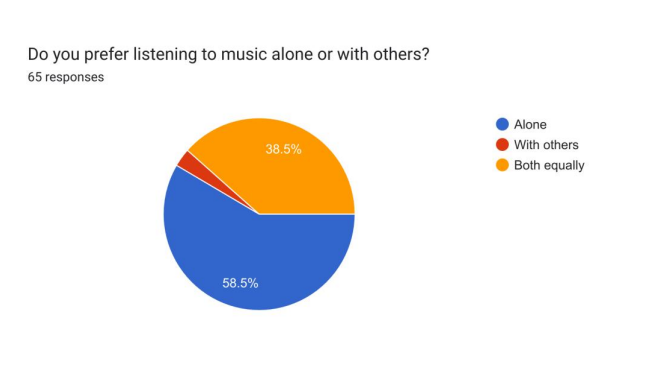 Do you prefer listening to music alone or with others?
65 responses
Alone
With others
Both equally
38.5%
58.5%